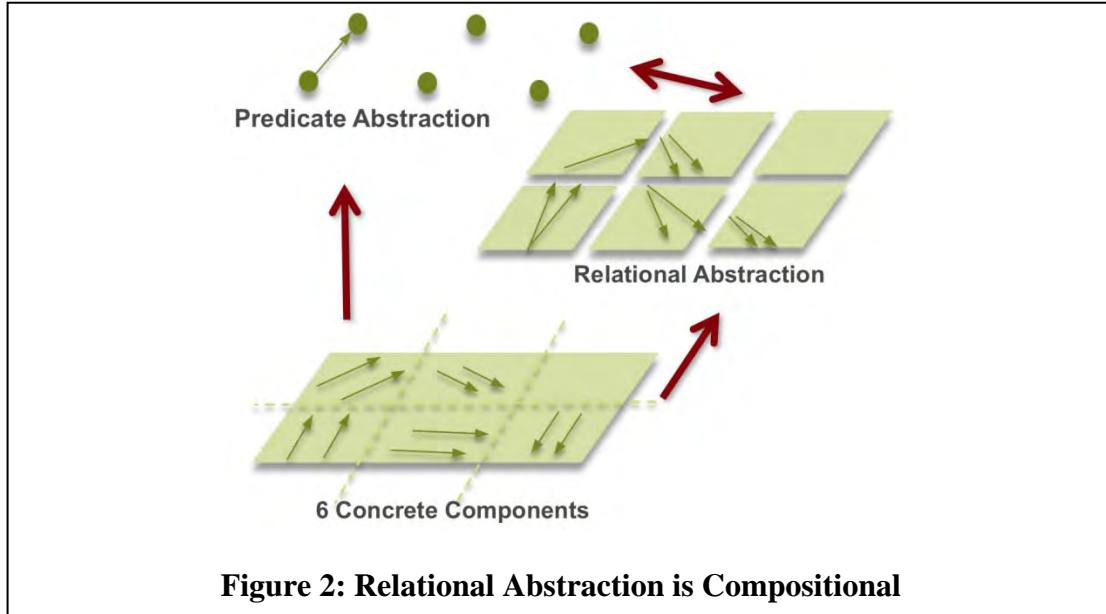 Predicate Abstraction
Relational Abstraction
6 Concrete Components
Figure 2: Relational Abstraction is Compositional